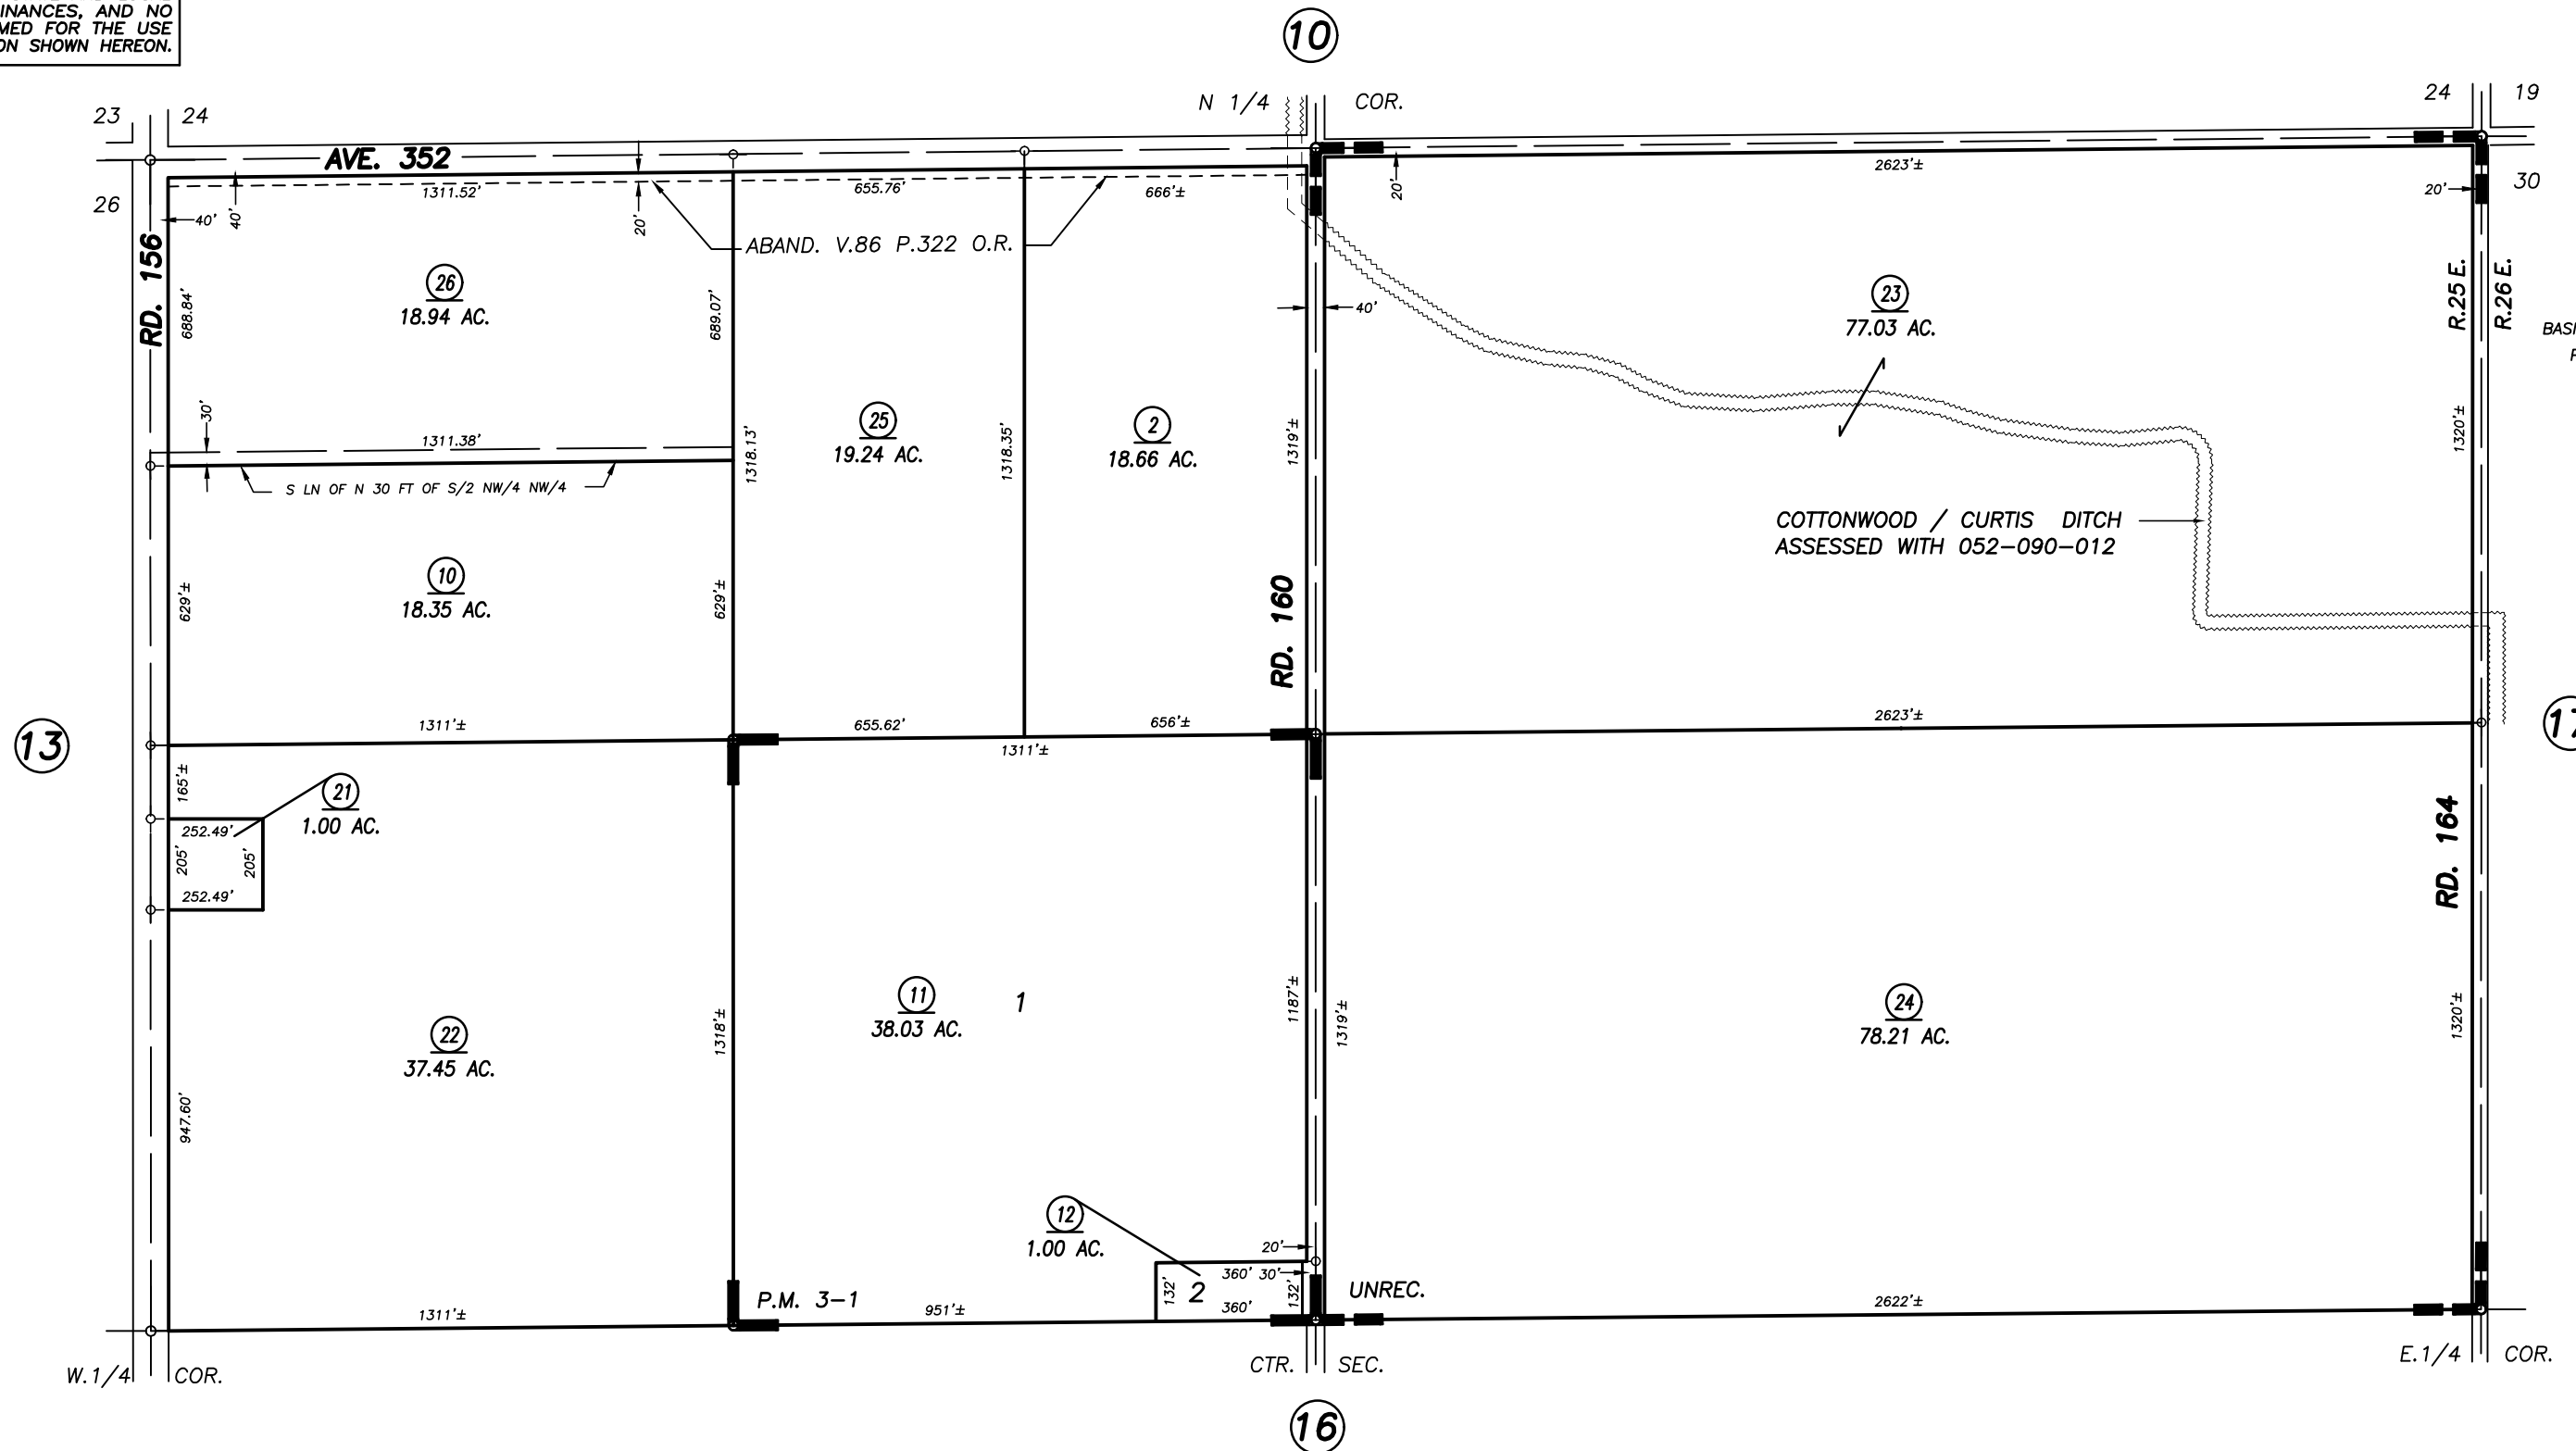 INANCES, AND NO
MED FOR THE USE
ON SHOWN HEREON.
10
23 24
N 1/4 COR.
24 19
AVE. 352
26
30
40'
40'
1311.52'
20'
655.76'
666'±
20'
2623'±
20'
ABAND. V.86 P.322 O.R.
RD. 156
688.84'
26
18.94 AC.
689.07'
40'
23
77.03 AC.
R.25 E.
R.26 E.
30'
1311.38'
S LN OF N 30 FT OF S/2 NW/4 NW/4
1318.13'
25
19.24 AC.
1318.35'
2
18.66 AC.
1319'±
1320'±
COTTONWOOD / CURTIS DITCH
ASSESSED WITH 052-090-012
629'±
10
18.35 AC.
629'±
RD. 160
13
1311'±
655.62'
656'±
1311'±
2623'±
165'±
21
1.00 AC.
252.49'
205'
205'
252.49'
RD. 164
22
37.45 AC.
947.60'
1318'±
11
38.03 AC.
1
1187'±
1319'±
24
78.21 AC.
1320'±
12
1.00 AC.
20'
360' 30'
132'
2
132'
360'
P.M. 3-1
UNREC.
1311'±
951'±
2622'±
W.1/4 COR.
CTR. SEC.
E.1/4 COR.
16